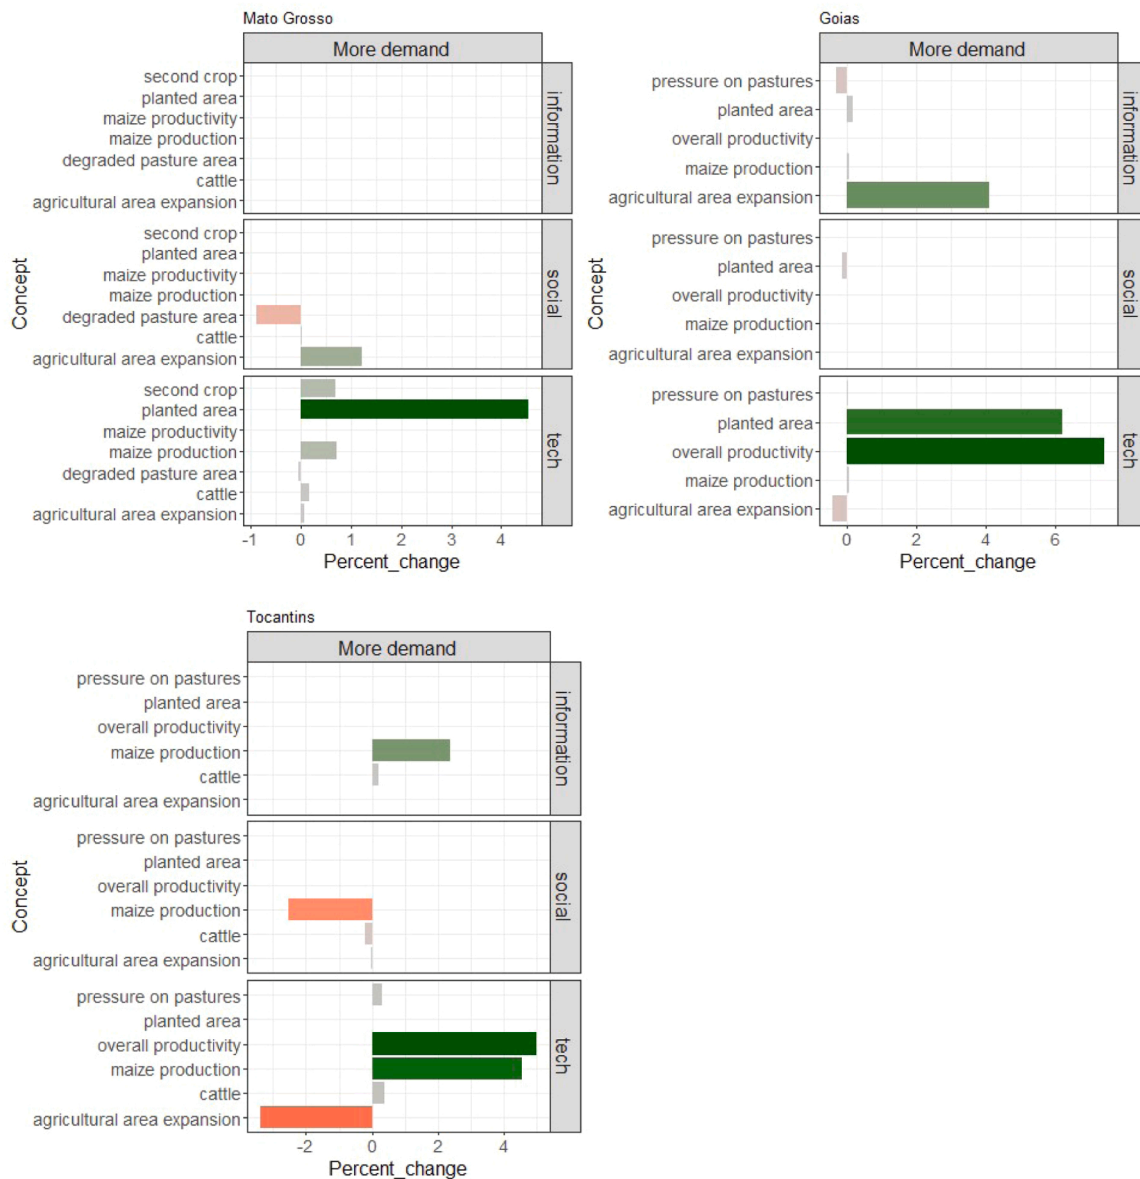 Mato Grosso
More demand
second crop
planted area
maize productivity
maize production
degraded pasture area
cattle
agricultural area expansion
information
second crop
planted area
maize productivity
maize production
degraded pasture area
cattle
agricultural area expansion
social
second crop
planted area
maize productivity
maize production
degraded pasture area
cattle
agricultural area expansion
tech
Concept
-1 0 1 2 3 4
Percent_change
Goias
More demand
pressure on pastures
planted area
overall productivity
maize production
agricultural area expansion
information
pressure on pastures
planted area
overall productivity
maize production
agricultural area expansion
social
pressure on pastures
planted area
overall productivity
maize production
agricultural area expansion
tech
Concept
0 2 4 6
Percent_change
Tocantins
More demand
pressure on pastures
planted area
overall productivity
maize production
cattle
agricultural area expansion
information
pressure on pastures
planted area
overall productivity
maize production
cattle
agricultural area expansion
social
pressure on pastures
planted area
overall productivity
maize production
cattle
agricultural area expansion
tech
Concept
-2 0 2 4
Percent_change